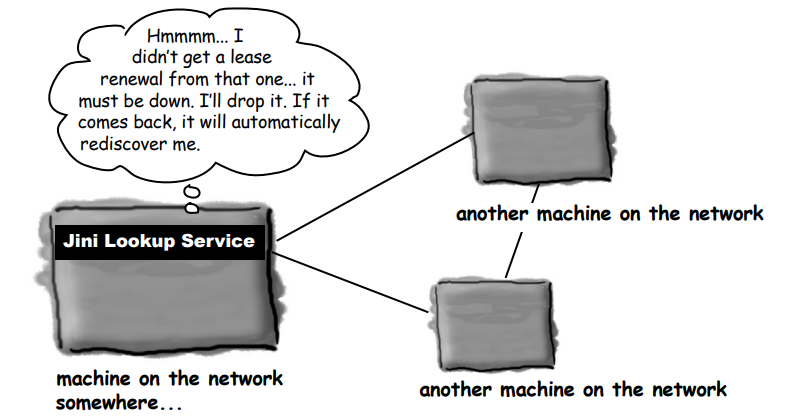 Hmmmm... I
didn't get a lease
renewal from that one... it
must be down. I'll drop it. If it
comes back, it will automatically
rediscover me.
Jini Lookup Service
machine on the network
somewhere...
another machine on the network
another machine on the network